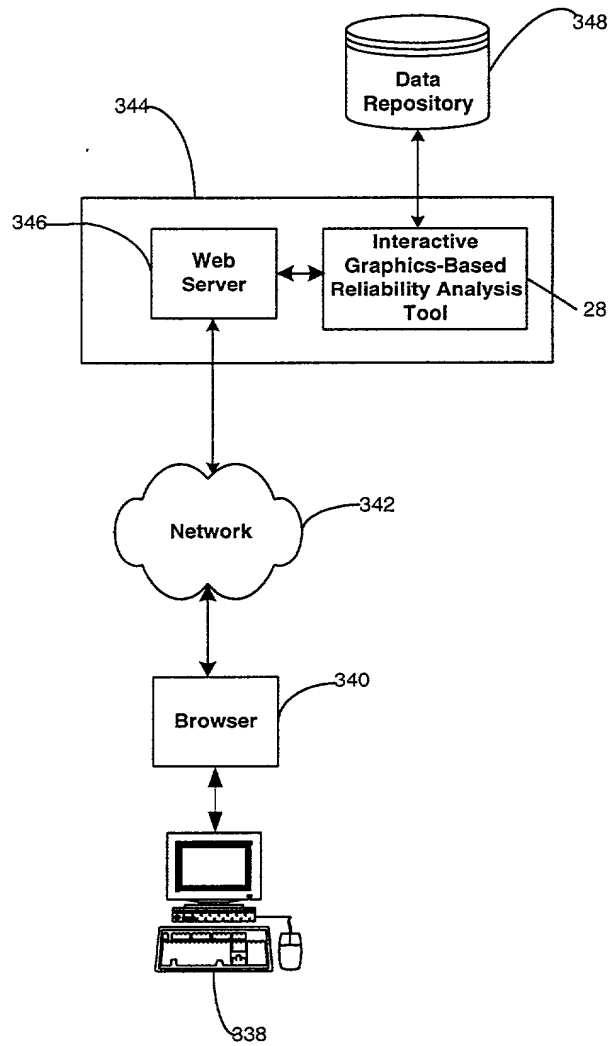 348
Data
Repository
344
346
Web
Server
Interactive
Graphics-Based
Reliability Analysis
Tool
28
Network
342
340
Browser
338